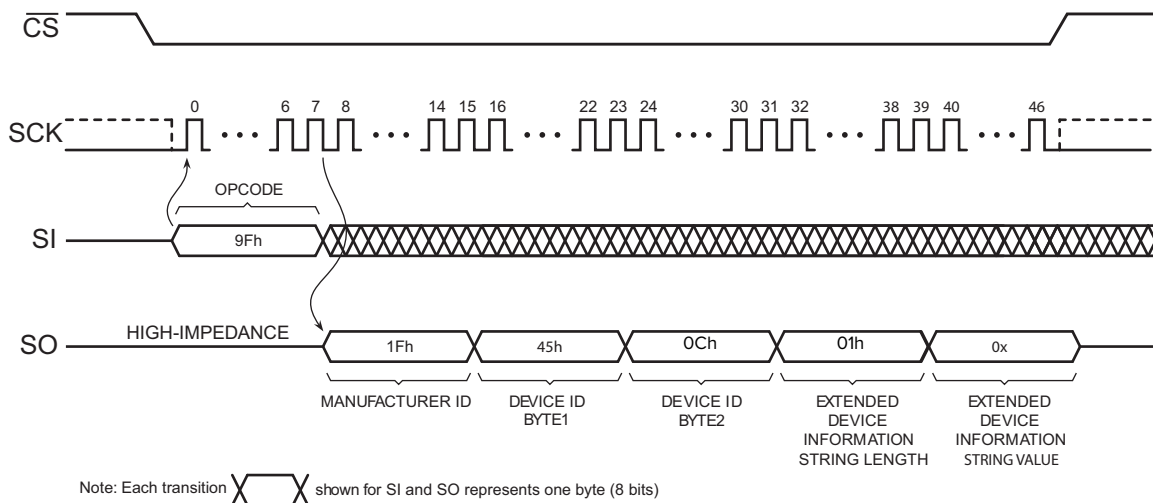 CS
SCK
0 6 7 8 14 15 16 22 23 24 30 31 32 38 39 40 46
OPCODE
SI
9Fh
HIGH-IMPEDANCE
SO
1Fh 45h 0Ch 01h 0x
MANUFACTURER ID
DEVICE ID
BYTE1
DEVICE ID
BYTE2
EXTENDED
DEVICE
INFORMATION
STRING LENGTH
EXTENDED
DEVICE
INFORMATION
STRING VALUE
Note: Each transition shown for SI and SO represents one byte (8 bits)